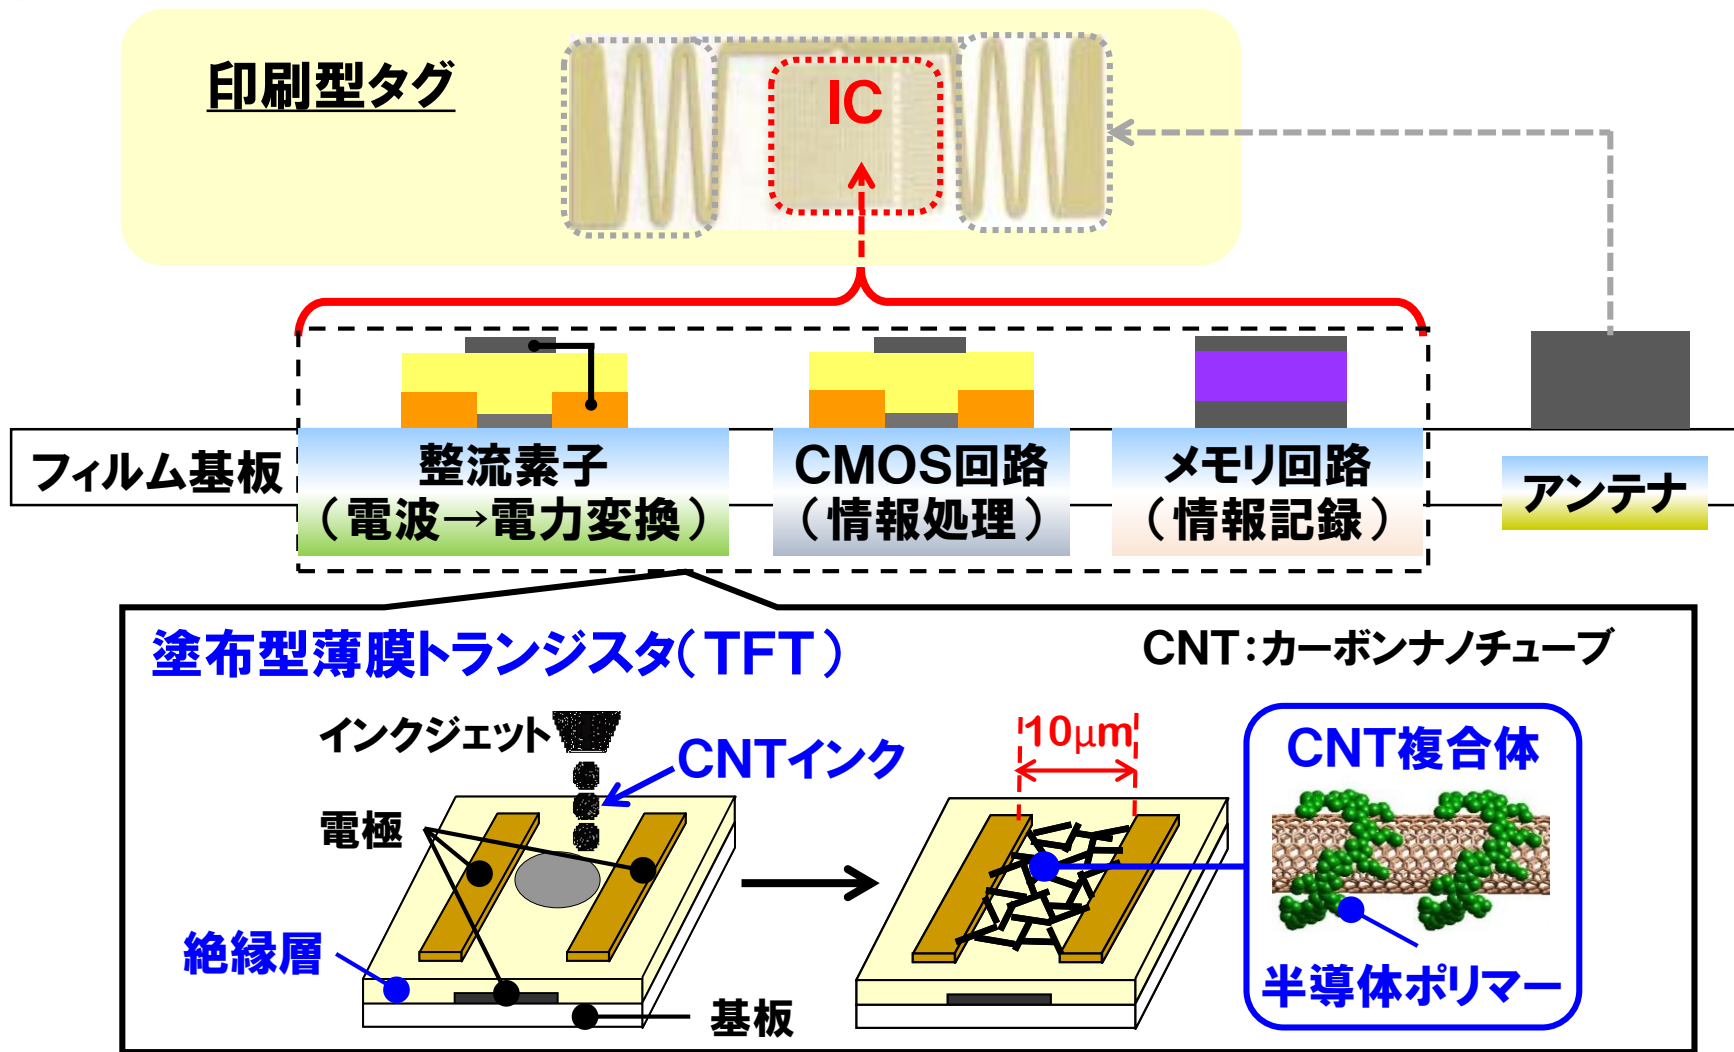 印刷型タグ
IC
フィルム基板
整流素子
（電波→電力変換）
CMOS回路
（情報処理）
メモリ回路
（情報記録）
アンテナ
塗布型薄膜トランジスタ（TFT）
CNT：カーボンナノチューブ
インクジェット
CNTインク
電極
絶縁層
基板
10μm
CNT複合体
半導体ポリマー